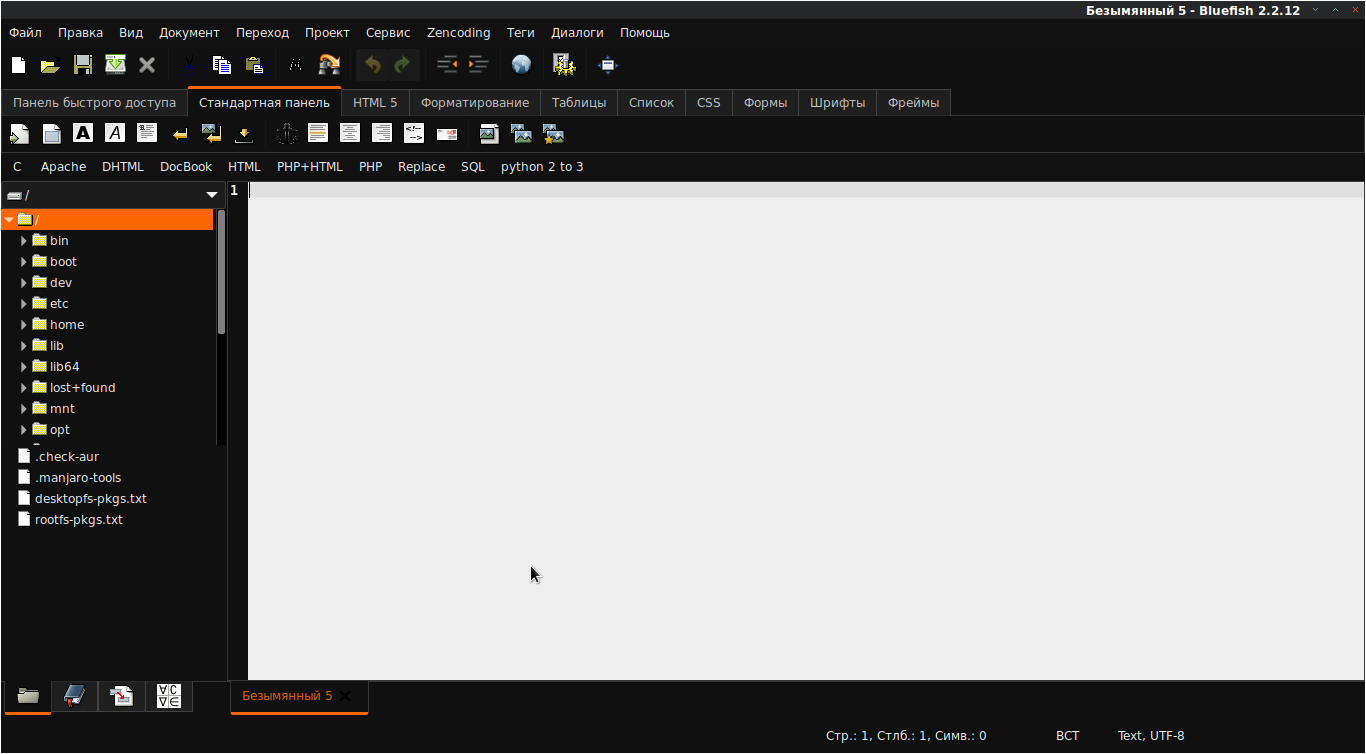 Безымянный 5 - Bluefish 2.2.12
Файл Правка Вид Документ Переход Проект Сервис Zencoding Теги Диалоги Помощь
Панель быстрого доступа Стандартная панель HTML 5 Форматирование Таблицы Список CSS Формы Шрифты Фреймы
C Apache DHTML DocBook HTML PHP+HTML PHP Replace SQL python 2 to 3
/
1
/
bin
boot
dev
etc
home
lib
lib64
lost+found
mnt
opt
.check-aur
.manjaro-tools
desktopfs-pkgs.txt
rootfs-pkgs.txt
Безымянный 5
Стр.: 1, Стлб.: 1, Симв.: 0 ВСТ Text, UTF-8